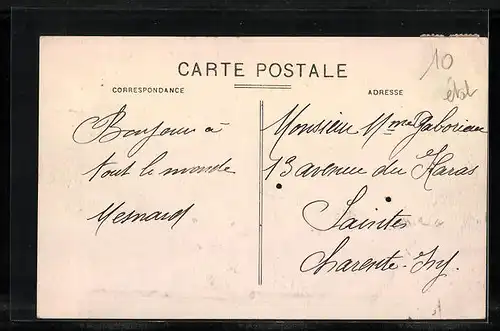 10
état
CARTE POSTALE
CORRESPONDANCE
ADRESSE
Bonjour à
tout le monde
Mesnard
Monsieur Mme Gaborieau
13 avenue du Haras
Saintes
Charente-Inf.